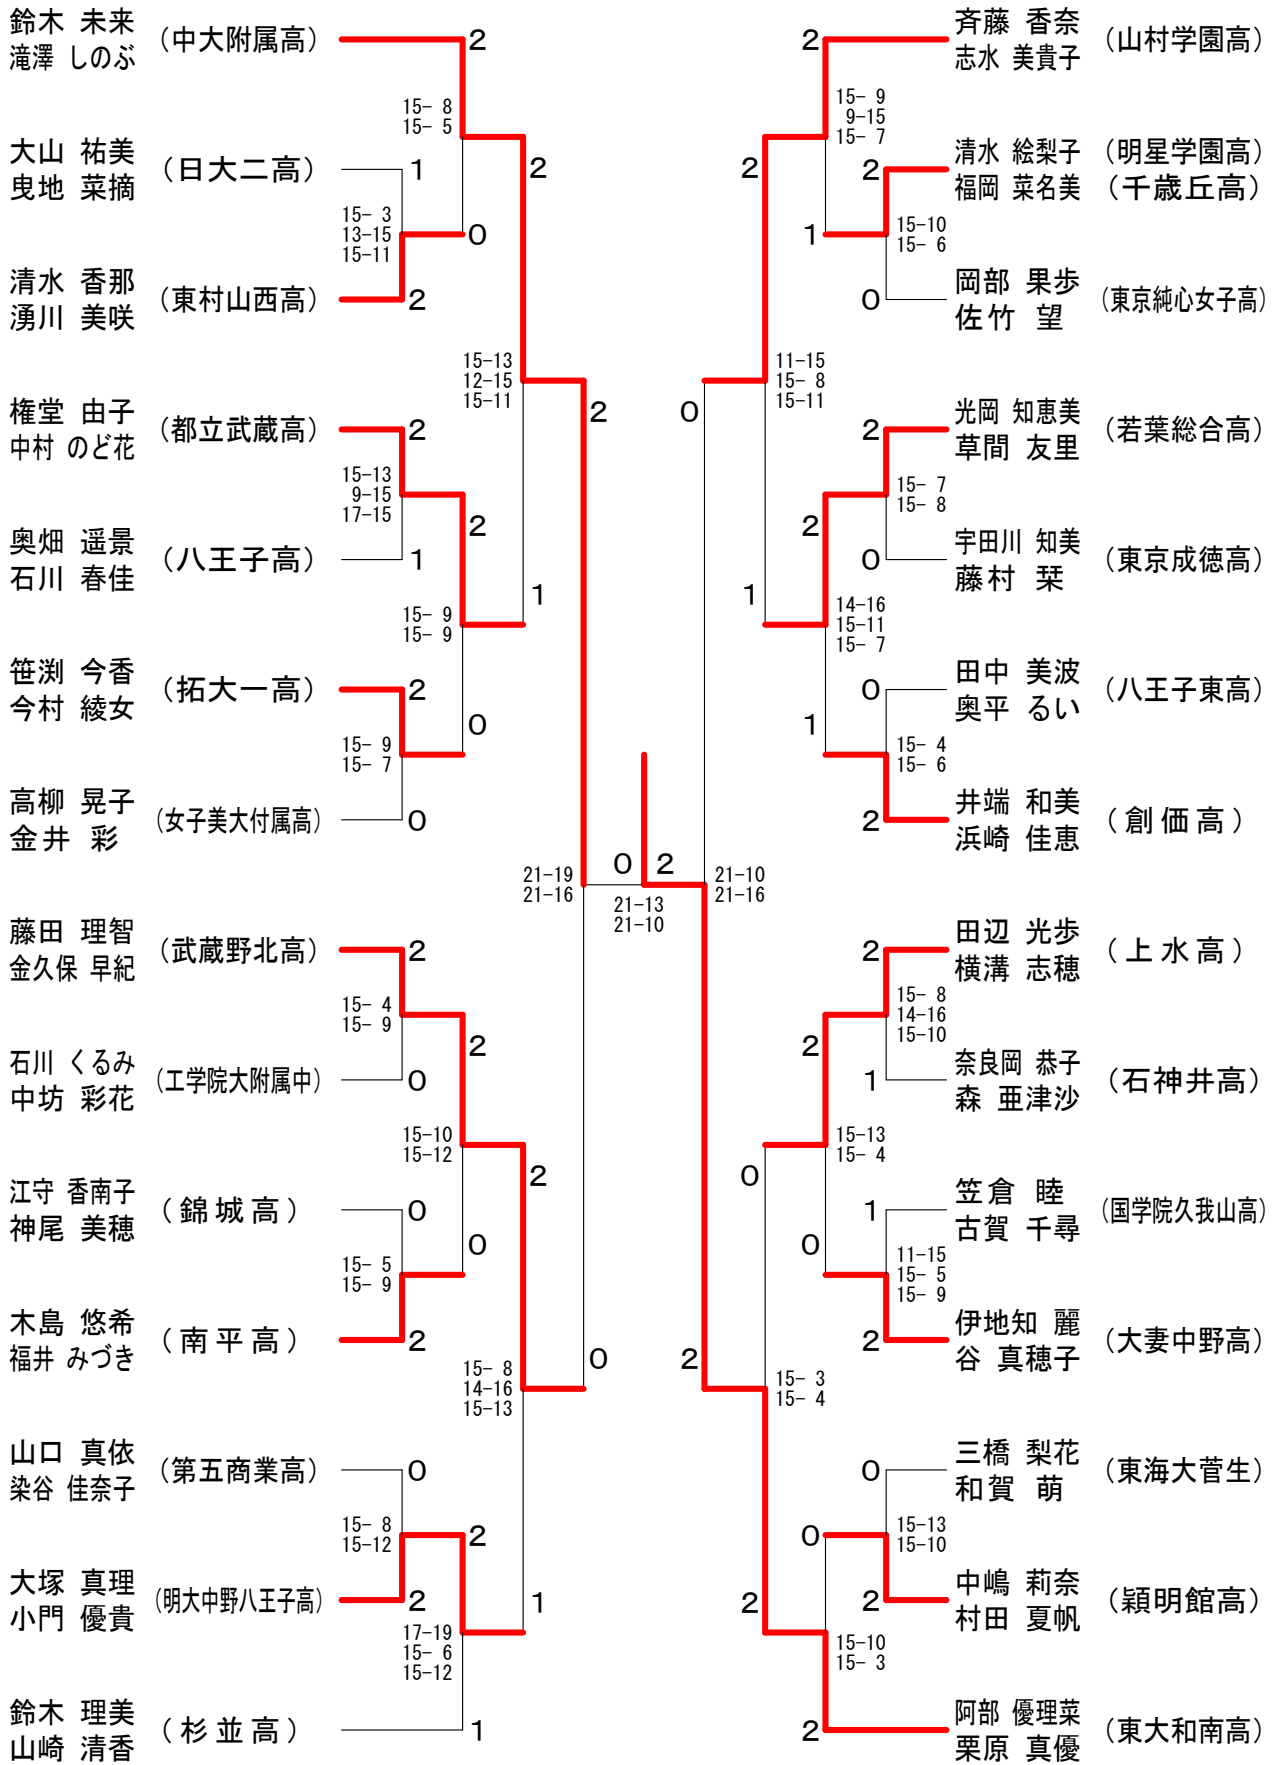 鈴木 未来
滝澤 しのぶ
(中大附属高)
2
15- 8
15- 5
大山 祐美
曳地 菜摘
(日大二高)
1
2
15- 3
13-15
15-11
0
清水 香那
湧川 美咲
(東村山西高)
2
15-13
12-15
15-11
2
権堂 由子
中村 のど花
(都立武蔵高)
2
15-13
9-15
17-15
2
奥畑 遥景
石川 春佳
(八王子高)
1
1
15- 9
15- 9
笹渕 今香
今村 綾女
(拓大一高)
2
0
15- 9
15- 7
高柳 晃子
金井 彩
(女子美大付属高)
0
21-19
21-16
0
2
21-13
21-10
藤田 理智
金久保 早紀
(武蔵野北高)
2
15- 4
15- 9
2
石川 くるみ
中坊 彩花
(工学院大附属中)
0
15-10
15-12
2
江守 香南子
神尾 美穂
(錦城高)
0
0
15- 5
15- 9
木島 悠希
福井 みづき
(南平高)
2
0
15- 8
14-16
15-13
山口 真依
染谷 佳奈子
(第五商業高)
0
15- 8
15-12
2
大塚 真理
小門 優貴
(明大中野八王子高)
2
1
17-19
15- 6
15-12
鈴木 理美
山崎 清香
(杉並高)
1
2
斉藤 香奈
志水 美貴子
(山村学園高)
15- 9
9-15
15- 7
2
2
清水 絵梨子
福岡 菜名美
(明星学園高)
(千歳丘高)
1
15-10
15- 6
0
岡部 果歩
佐竹 望
(東京純心女子高)
11-15
15- 8
15-11
0
2
光岡 知恵美
草間 友里
(若葉総合高)
15- 7
15- 8
2
0
宇田川 知美
藤村 栞
(東京成徳高)
1
14-16
15-11
15- 7
0
田中 美波
奥平 るい
(八王子東高)
1
15- 4
15- 6
2
井端 和美
浜崎 佳恵
(創価高)
21-10
21-16
2
田辺 光歩
横溝 志穂
(上水高)
15- 8
14-16
15-10
2
1
奈良岡 恭子
森 亜津沙
(石神井高)
15-13
15- 4
0
1
笠倉 睦
古賀 千尋
(国学院久我山高)
0
11-15
15- 5
15- 9
2
伊地知 麗
谷 真穂子
(大妻中野高)
2
15- 3
15- 4
0
三橋 梨花
和賀 萌
(東海大菅生)
0
15-13
15-10
2
中嶋 莉奈
村田 夏帆
(穎明館高)
2
15-10
15- 3
2
阿部 優理菜
栗原 真優
(東大和南高)